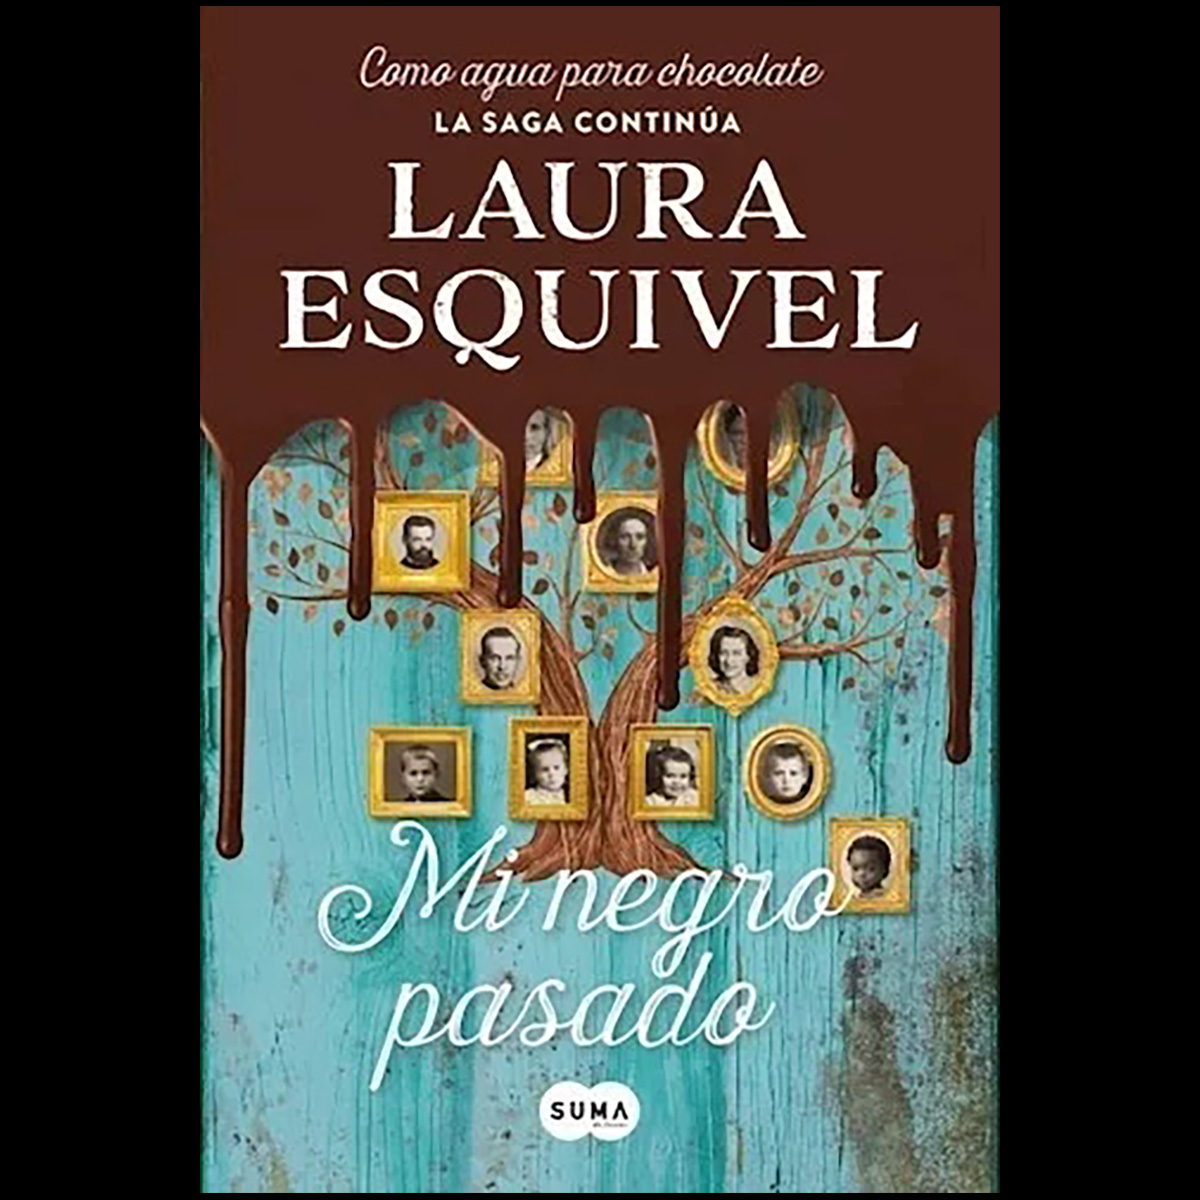 Como agua para chocolate
LA SAGA CONTINÚA
LAURA
ESQUIVEL
Mi negro
pasado
SUMA